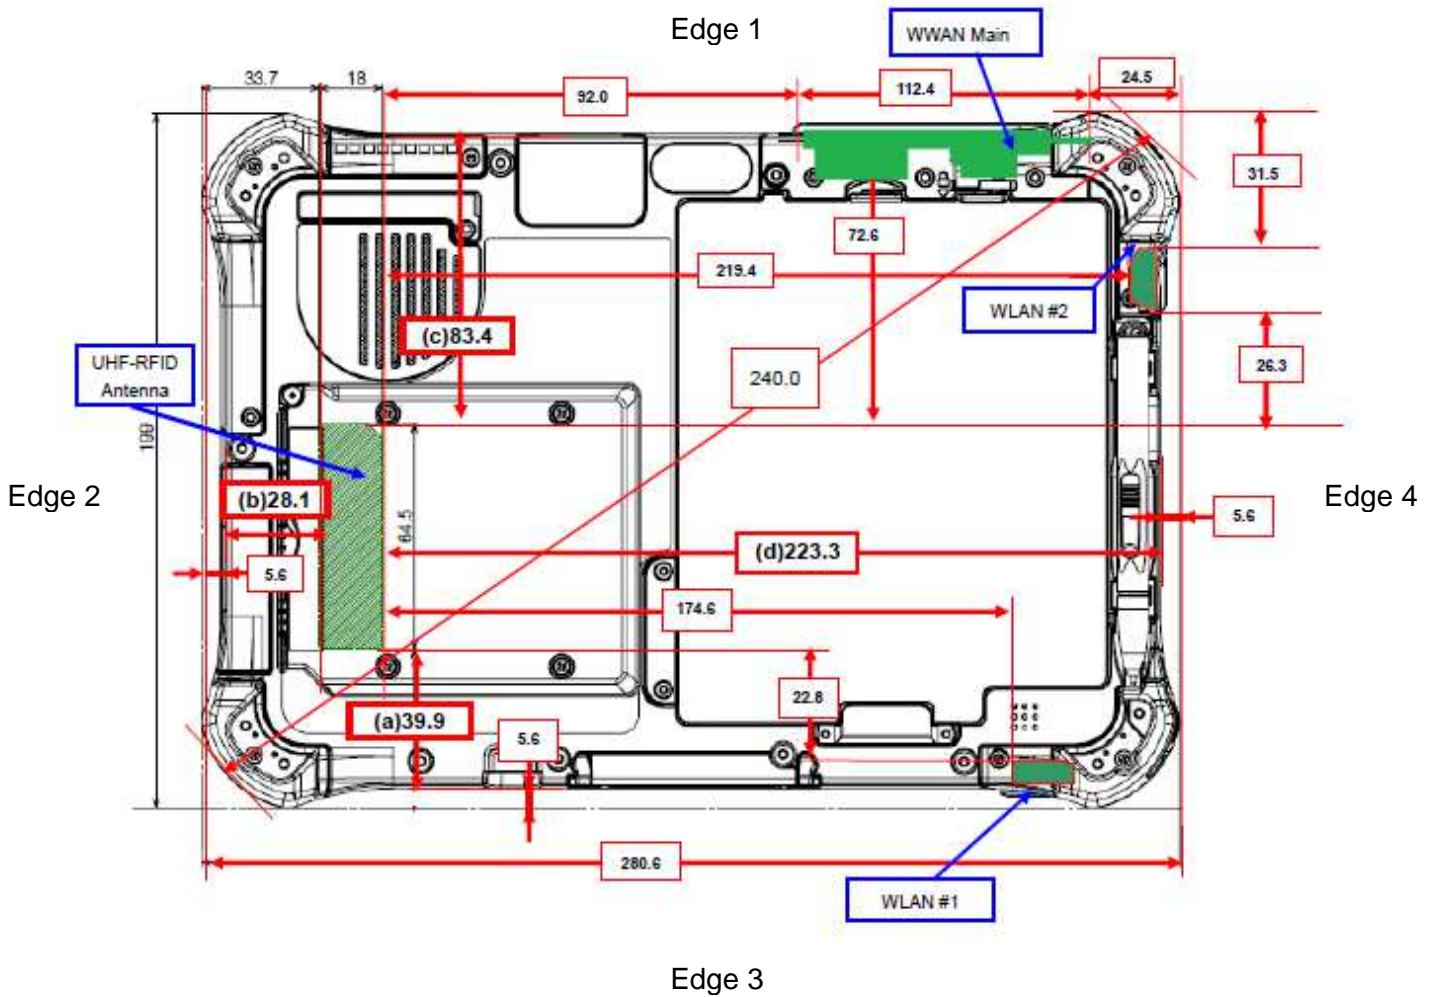 Edge 1
WWAN Main
33.7
18
92.0
112.4
24.5
31.5
72.6
219.4
WLAN #2
(c)83.4
UHF-RFID
Antenna
240.0
26.3
199
Edge 2
(b)28.1
64.5
Edge 4
5.6
(d)223.3
5.6
174.6
22.8
(a)39.9
5.6
280.6
WLAN #1
Edge 3